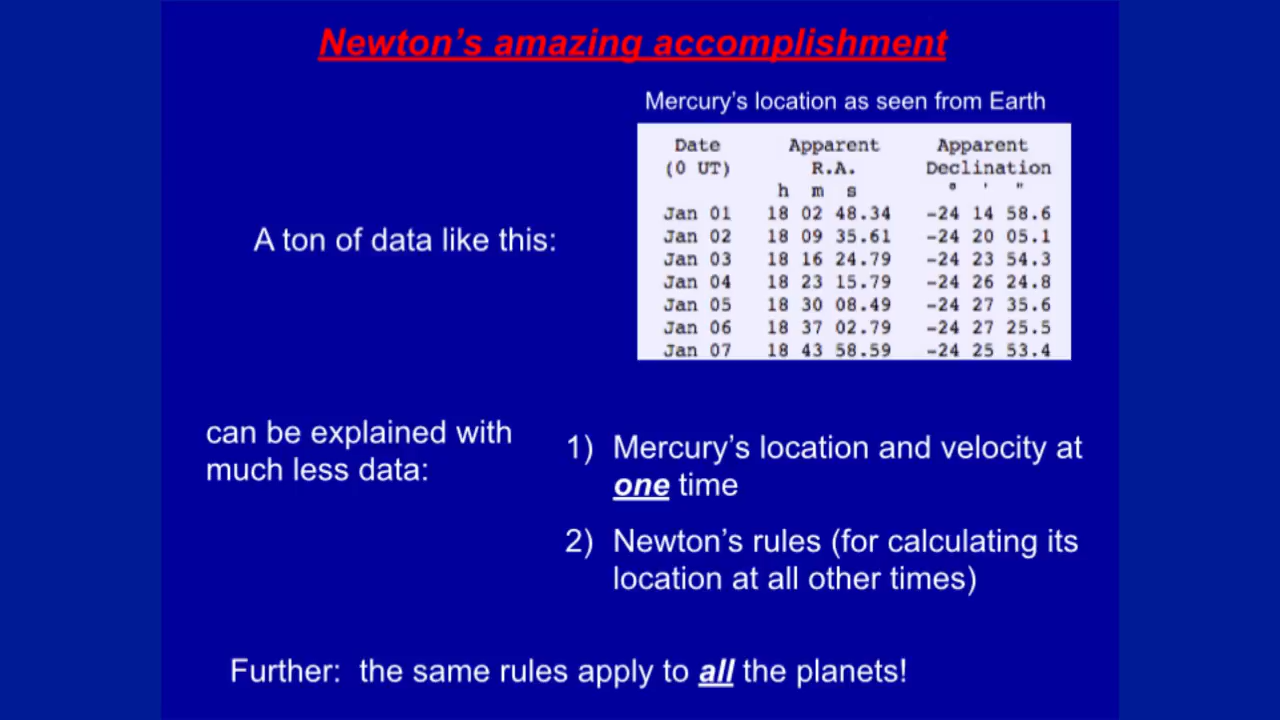 Newton's amazing accomplishment
Mercury's location as seen from Earth
Date Apparent Apparent
(0 UT) R.A. Declination
h m s ° ' "
Jan 01 18 02 48.34 -24 14 58.6
Jan 02 18 09 35.61 -24 20 05.1
Jan 03 18 16 24.79 -24 23 54.3
Jan 04 18 23 15.79 -24 26 24.8
Jan 05 18 30 08.49 -24 27 35.6
Jan 06 18 37 02.79 -24 27 25.5
Jan 07 18 43 58.59 -24 25 53.4
A ton of data like this:
can be explained with
much less data:
1) Mercury's location and velocity at
one time
2) Newton's rules (for calculating its
location at all other times)
Further: the same rules apply to all the planets!